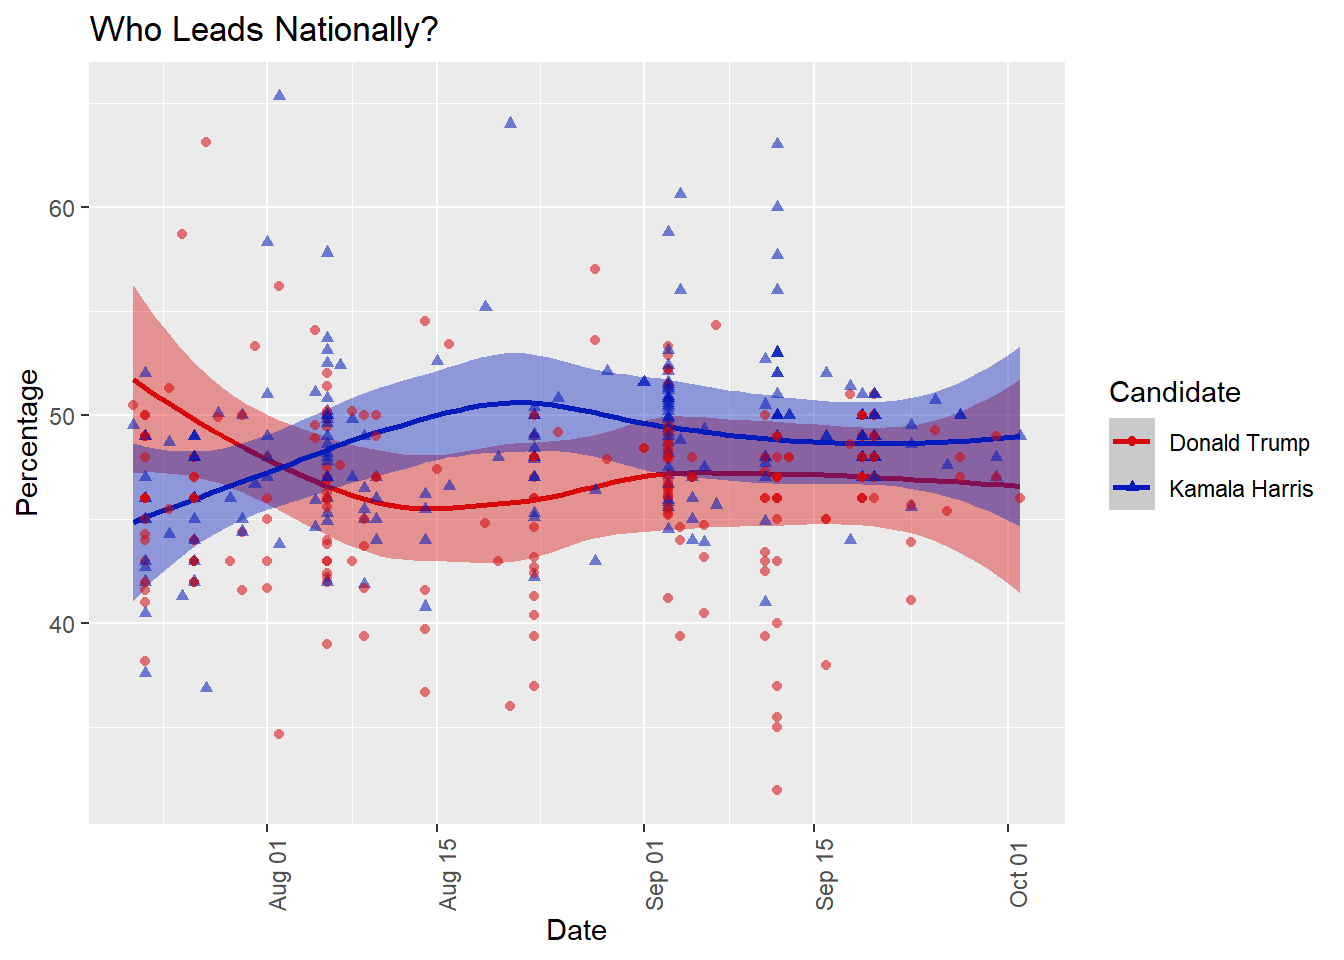 Who Leads Nationally?
Percentage
60
50
40
Aug 01
Aug 15
Sep 01
Sep 15
Oct 01
Date
Candidate
Donald Trump
Kamala Harris